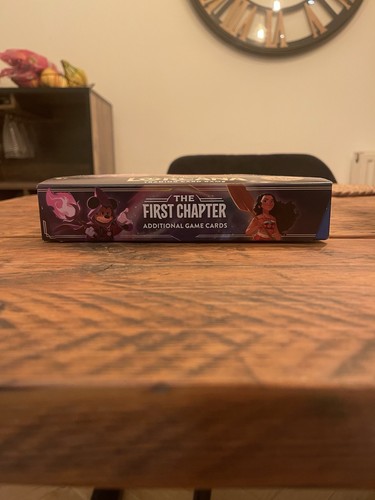 THE
FIRST CHAPTER
ADDITIONAL GAME CARDS